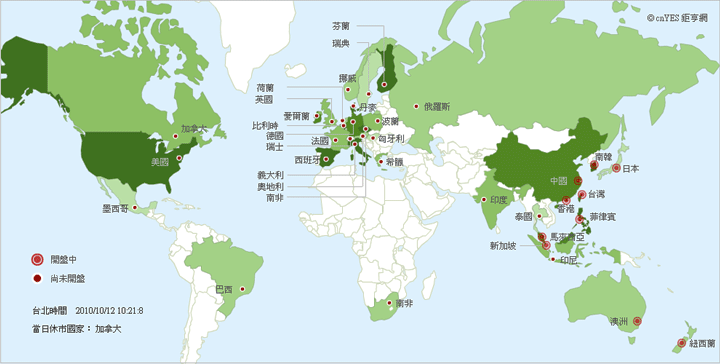 © cnYES 鉅亨網
芬蘭
瑞典
挪威
荷蘭
英國
丹麥
俄羅斯
愛爾蘭
波蘭
比利時
加拿大
德國
匈牙利
法國
瑞士
美國
西班牙
希臘
南韓
日本
中國
義大利
奧地利
南非
台灣
印度
香港
墨西哥
泰國
菲律賓
馬來西亞
新加坡
印尼
開盤中
尚未開盤
巴西
南非
澳洲
紐西蘭
台北時間 2010/10/12 10:21:8
當日休市國家: 加拿大